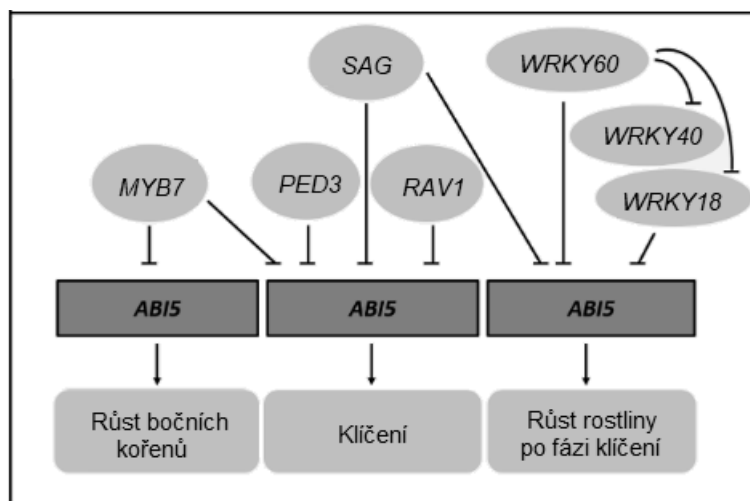 SAG
WRKY60
WRKY40
MYB7
PED3
RAV1
WRKY18
ABI5
ABI5
ABI5
Růst bočních
kořenů
Klíčení
Růst rostliny
po fázi klíčení